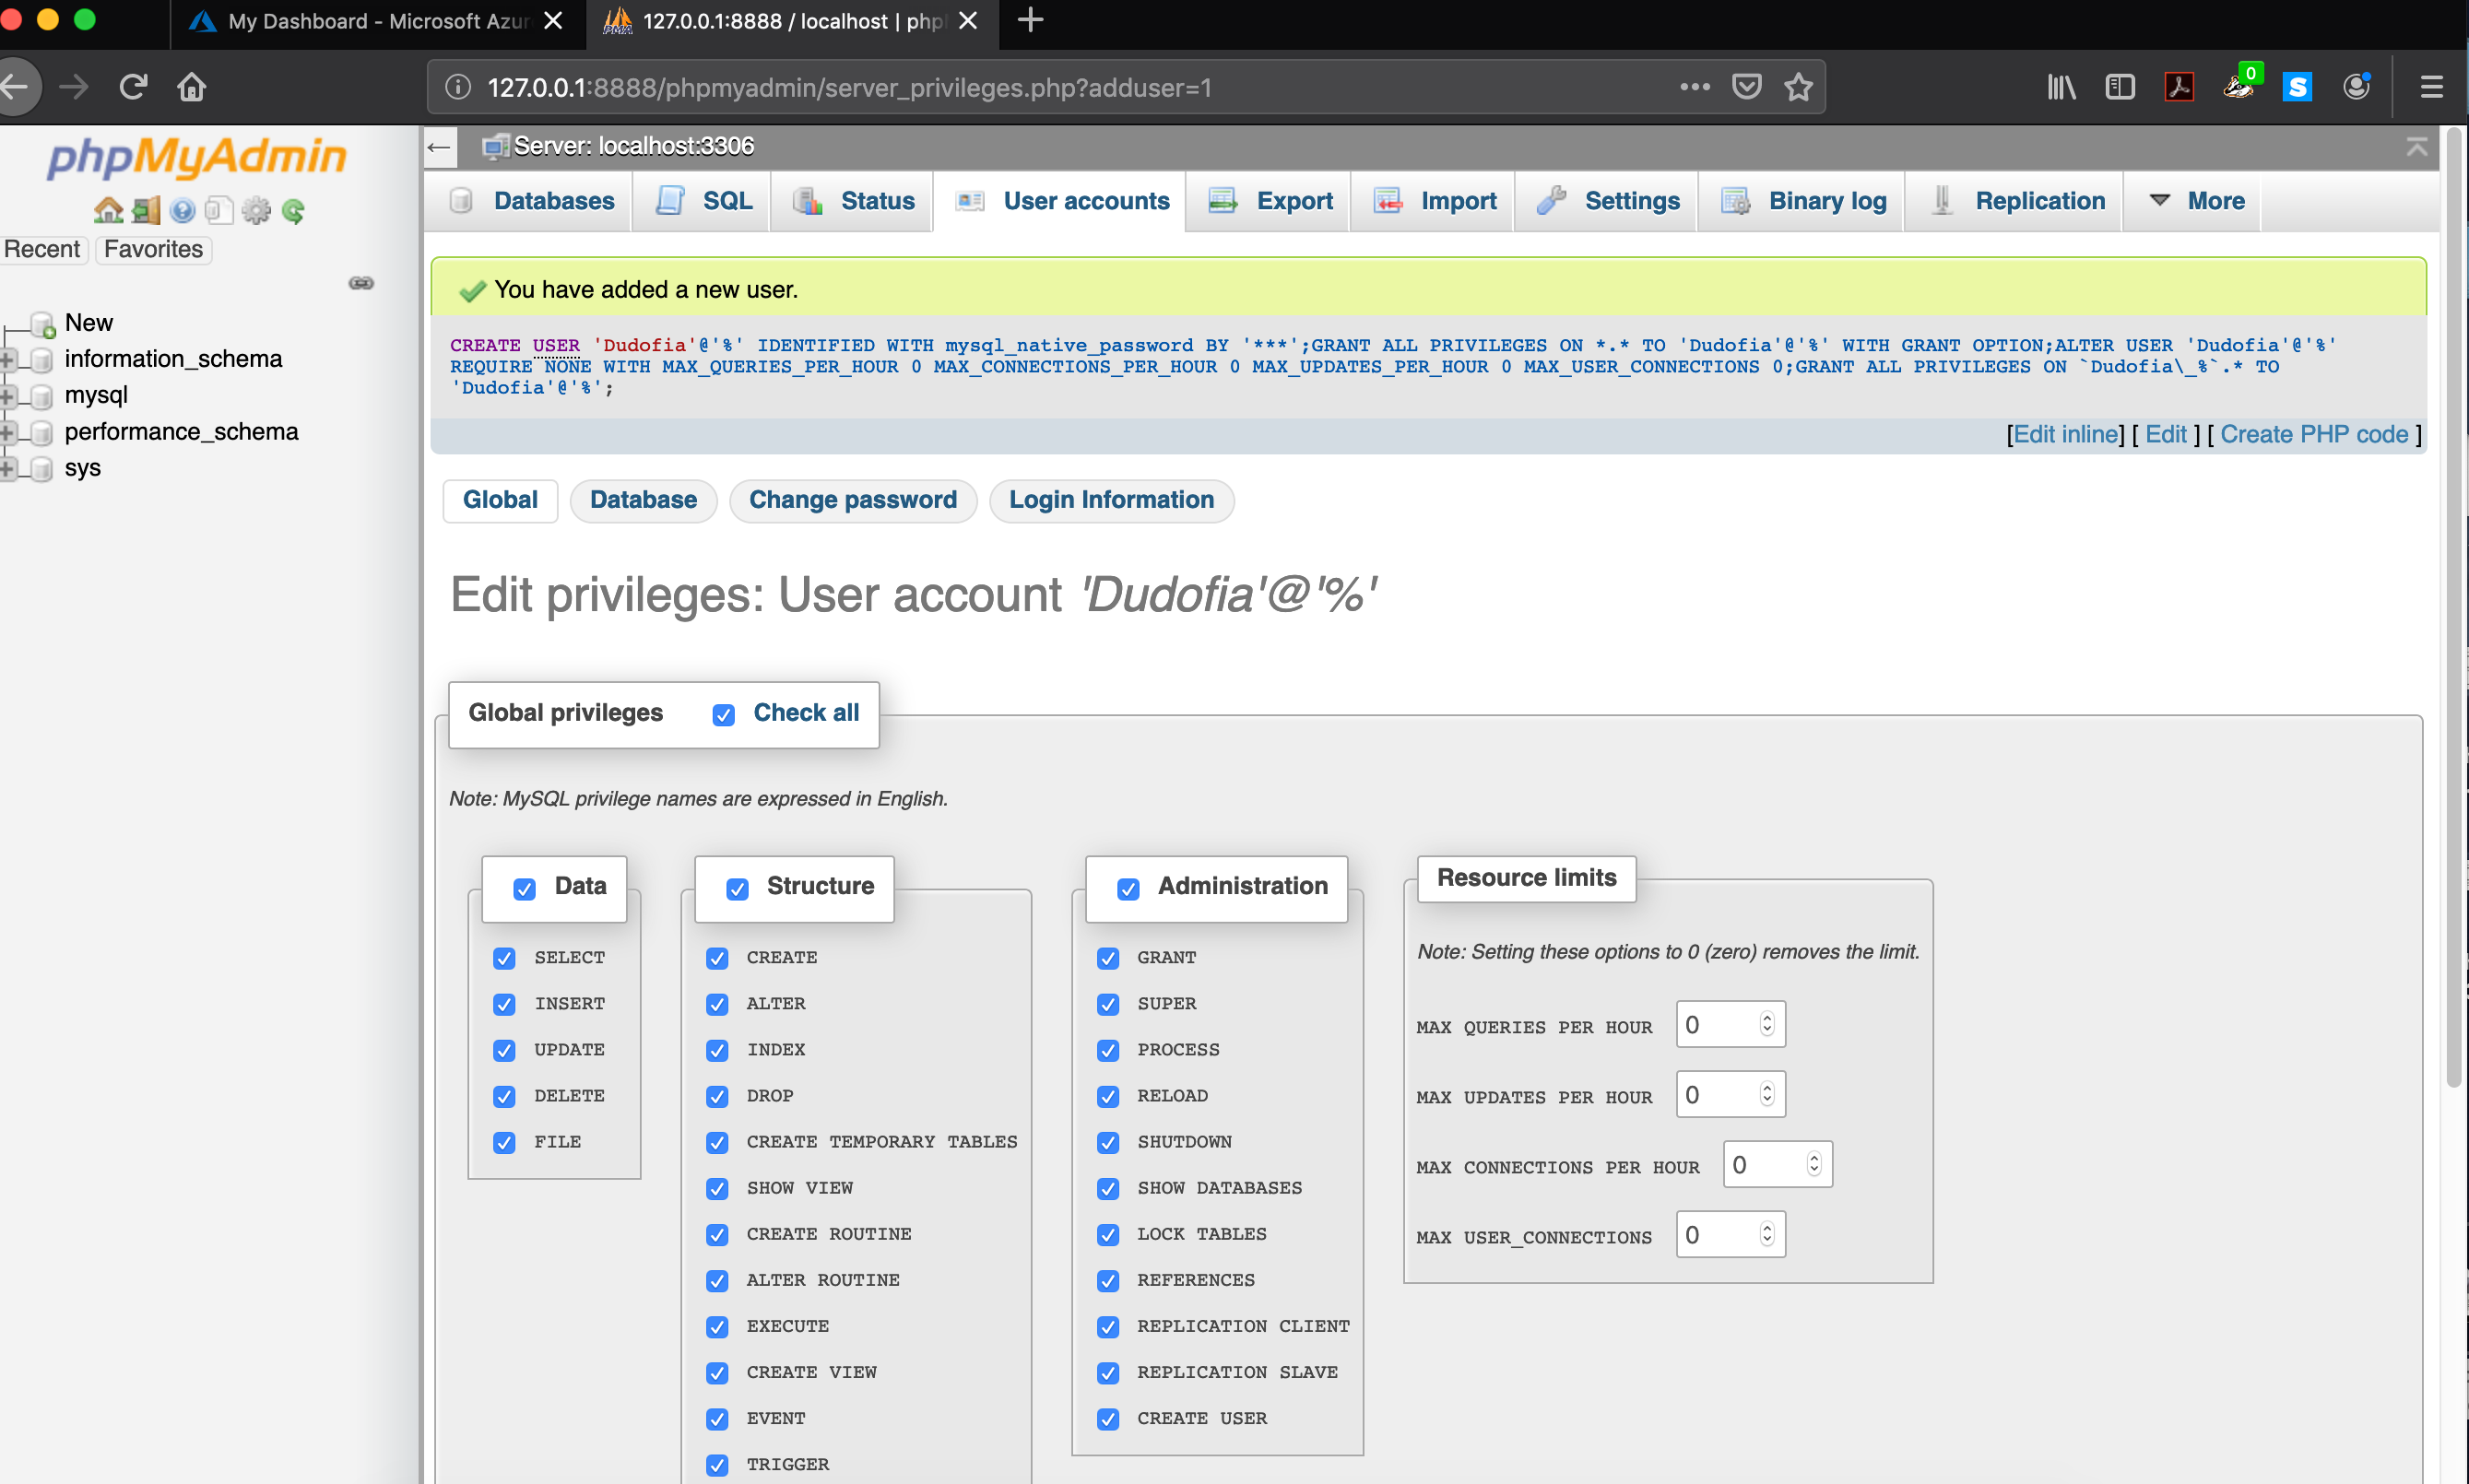 My Dashboard - Microsoft Azur
127.0.0.1:8888 / localhost | php
127.0.0.1:8888/phpmyadmin/server_privileges.php?adduser=1
0
S
phpMyAdmin
Recent
Favorites
New
information_schema
mysql
performance_schema
sys
Server: localhost:3306
Databases
SQL
Status
User accounts
Export
Import
Settings
Binary log
Replication
More
You have added a new user.
CREATE USER 'Dudofia'@'%' IDENTIFIED WITH mysql_native_password BY '***';GRANT ALL PRIVILEGES ON *.* TO 'Dudofia'@'%' WITH GRANT OPTION;ALTER USER 'Dudofia'@'%'
REQUIRE NONE WITH MAX_QUERIES_PER_HOUR 0 MAX_CONNECTIONS_PER_HOUR 0 MAX_UPDATES_PER_HOUR 0 MAX_USER_CONNECTIONS 0;GRANT ALL PRIVILEGES ON `Dudofia\_%`.* TO
'Dudofia'@'%';
[Edit inline] [ Edit ] [ Create PHP code ]
Global
Database
Change password
Login Information
Edit privileges: User account 'Dudofia'@'%'
Global privileges
Check all
Note: MySQL privilege names are expressed in English.
Data
SELECT
INSERT
UPDATE
DELETE
FILE
Structure
CREATE
ALTER
INDEX
DROP
CREATE TEMPORARY TABLES
SHOW VIEW
CREATE ROUTINE
ALTER ROUTINE
EXECUTE
CREATE VIEW
EVENT
TRIGGER
Administration
GRANT
SUPER
PROCESS
RELOAD
SHUTDOWN
SHOW DATABASES
LOCK TABLES
REFERENCES
REPLICATION CLIENT
REPLICATION SLAVE
CREATE USER
Resource limits
Note: Setting these options to 0 (zero) removes the limit.
MAX QUERIES PER HOUR 0
MAX UPDATES PER HOUR 0
MAX CONNECTIONS PER HOUR 0
MAX USER_CONNECTIONS 0